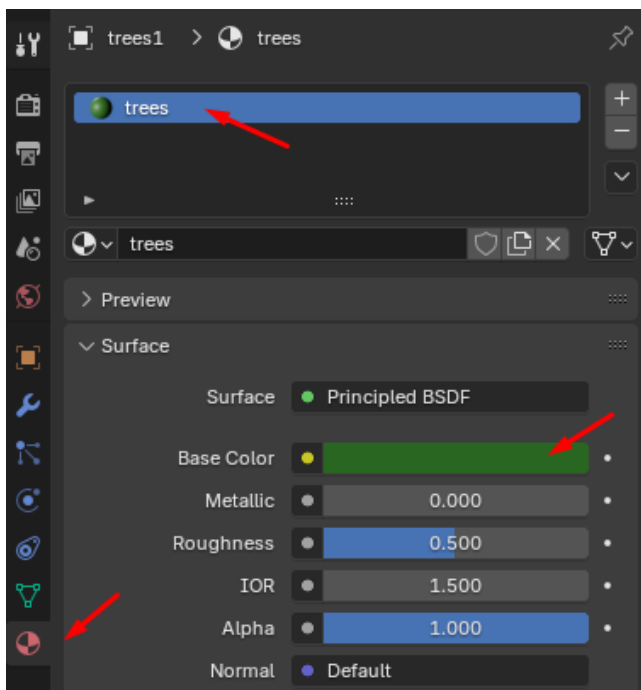 trees1 > trees
trees
trees
> Preview
Surface
Surface Principled BSDF
Base Color
Metallic 0.000
Roughness 0.500
IOR 1.500
Alpha 1.000
Normal Default